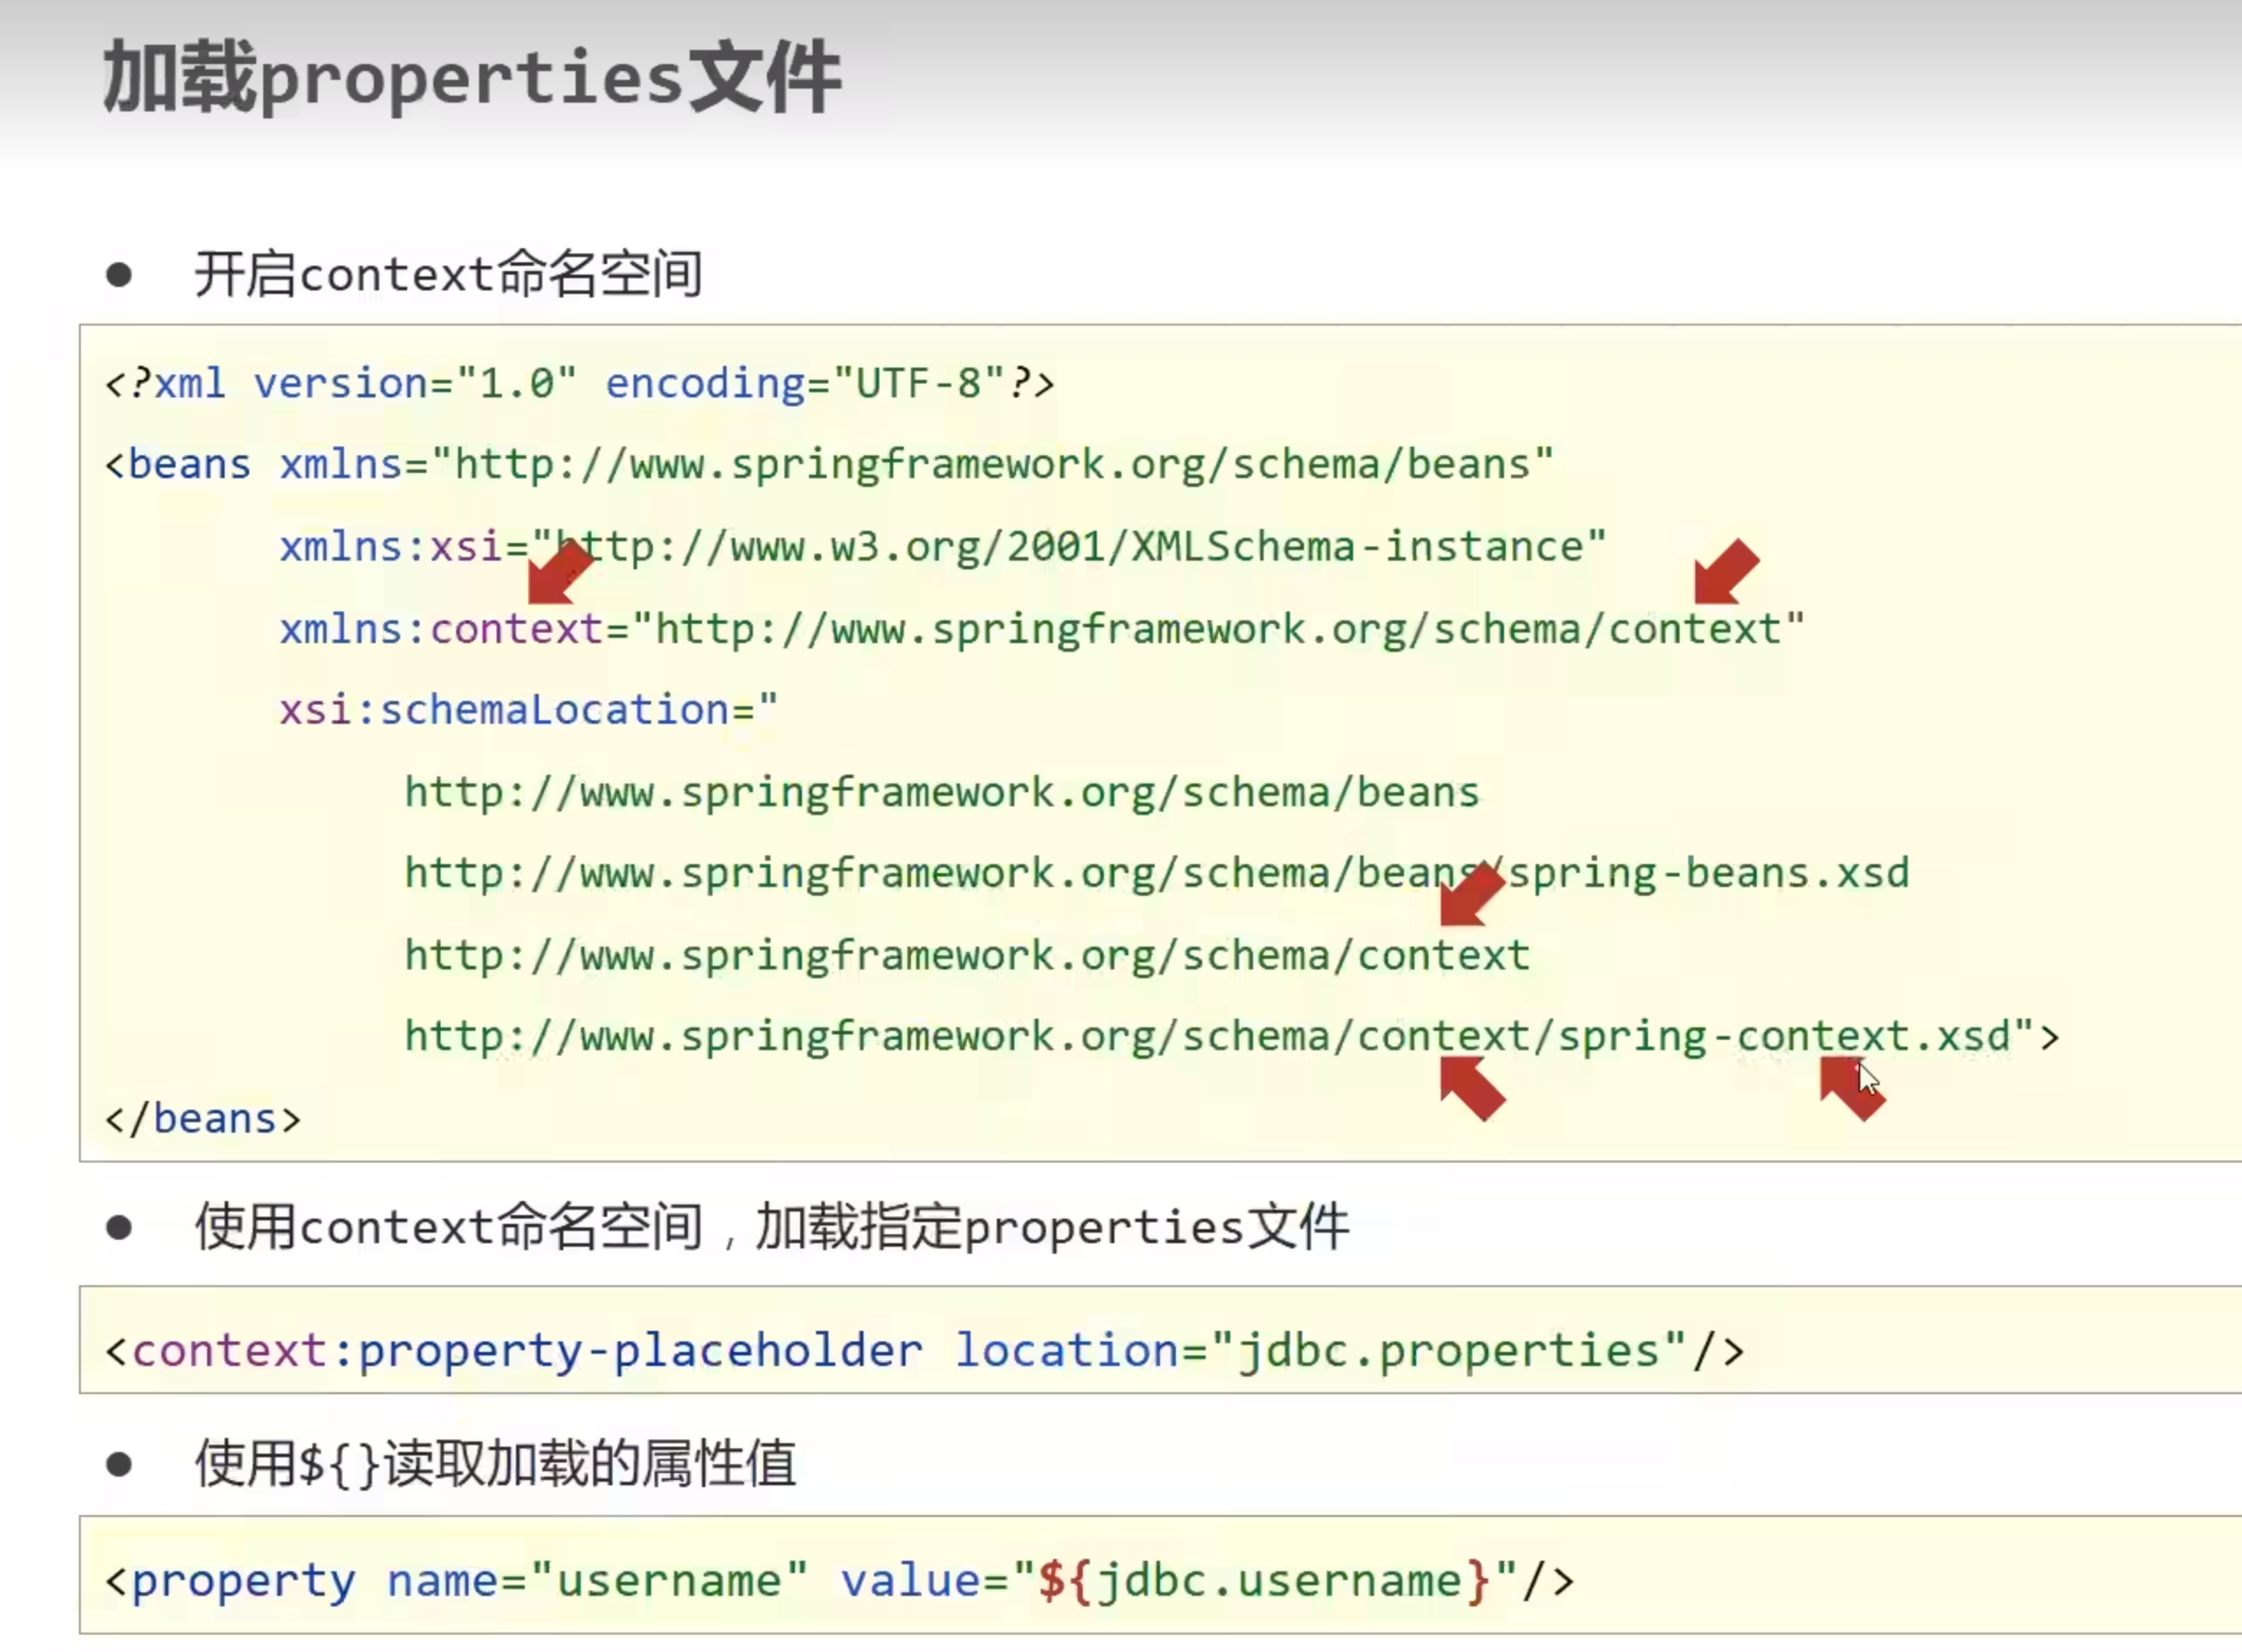 加载properties文件
● 开启context命名空间
<?xml version="1.0" encoding="UTF-8"?>
<beans xmlns="http://www.springframework.org/schema/beans"
xmlns:xsi="http://www.w3.org/2001/XMLSchema-instance"
xmlns:context="http://www.springframework.org/schema/context"
xsi:schemaLocation="
http://www.springframework.org/schema/beans
http://www.springframework.org/schema/beans/spring-beans.xsd
http://www.springframework.org/schema/context
http://www.springframework.org/schema/context/spring-context.xsd">
</beans>
● 使用context命名空间，加载指定properties文件
<context:property-placeholder location="jdbc.properties"/>
● 使用${}读取加载的属性值
<property name="username" value="${jdbc.username}"/>